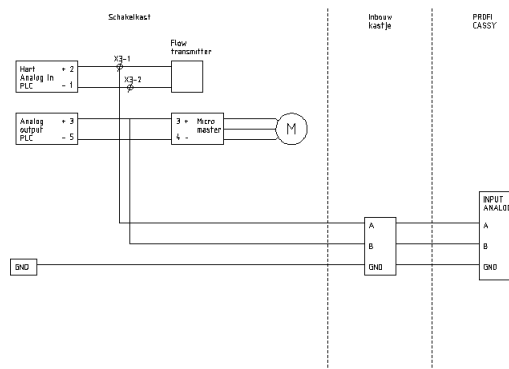 Schakelkast
Inbouw
kastje
PROFI
CASSY
Flow
transmitter
X3-1
X3-2
Hart + 2
Analog In
PLC - 1
Analog + 3
output
PLC - 5
3 + Micro
master
4 -
M
INPUT
A
B
GND
A
B
GND
GND